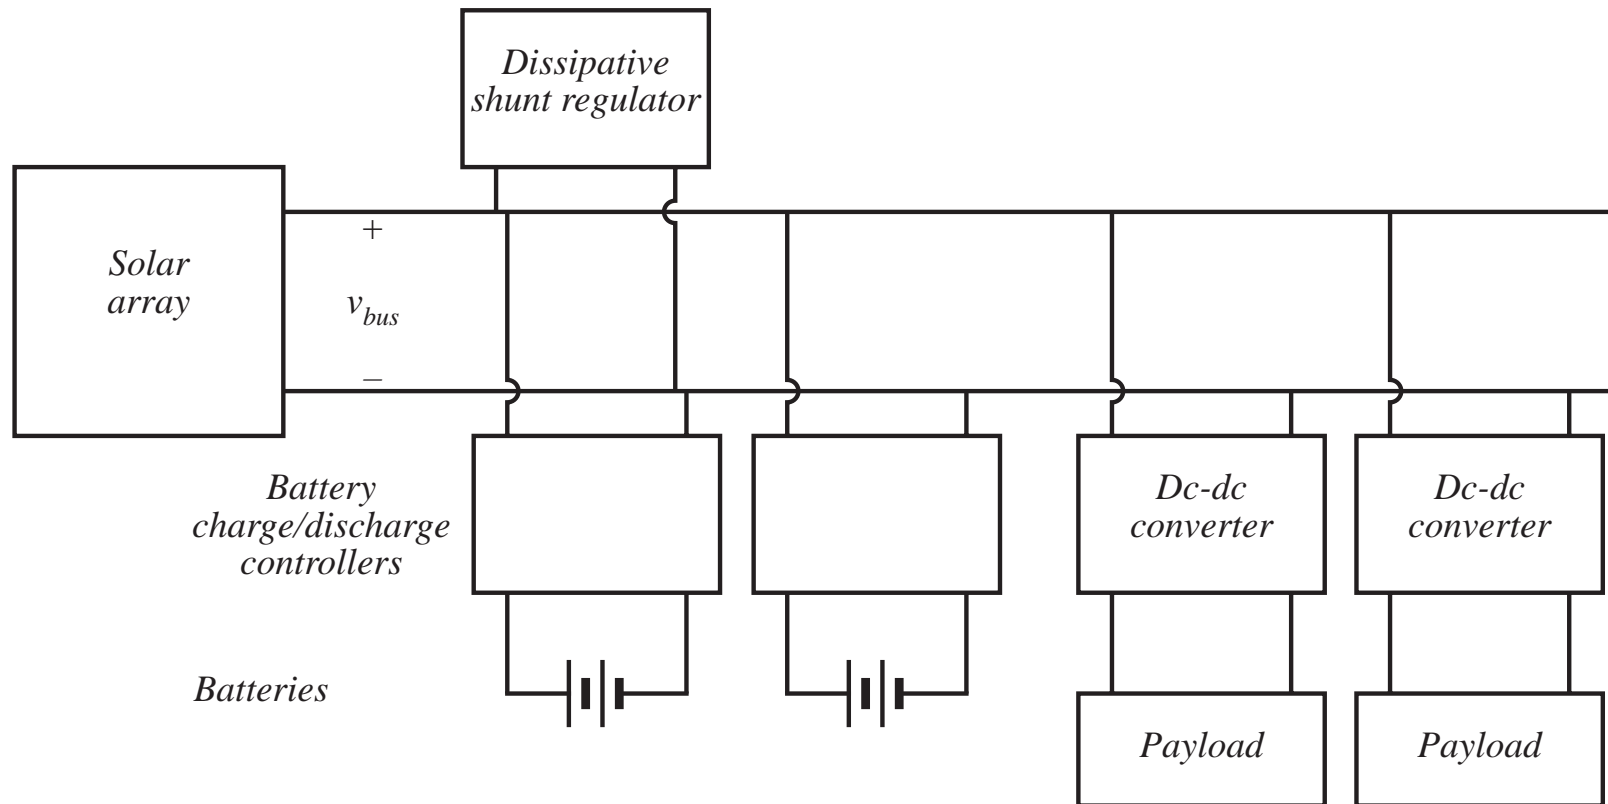 Dissipative
shunt regulator
Solar
array
+
v_bus
–
Battery
charge/discharge
controllers
Dc-dc
converter
Dc-dc
converter
Batteries
Payload
Payload